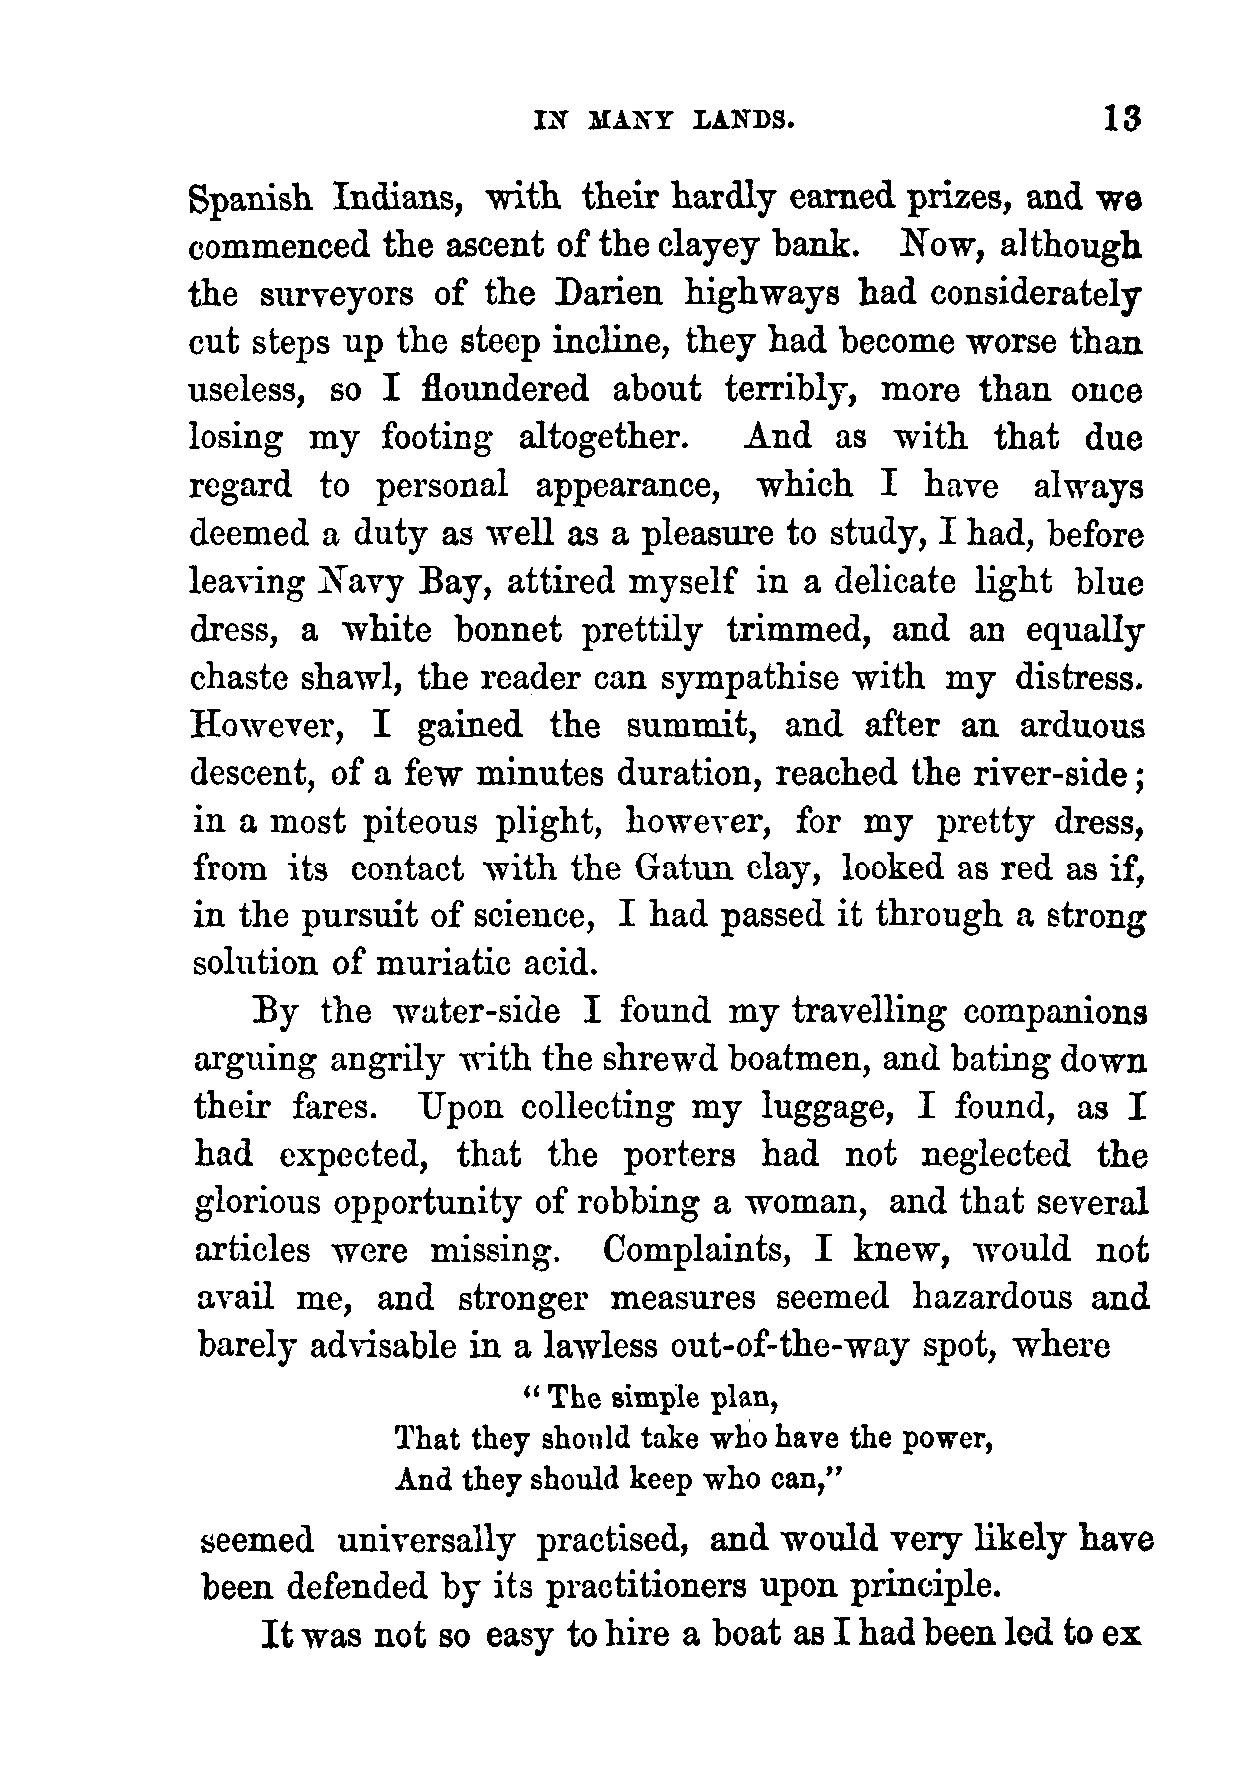 IN MANY LANDS. 13
Spanish Indians, with their hardly earned prizes, and we
commenced the ascent of the clayey bank. Now, although
the surveyors of the Darien highways had considerately
cut steps up the steep incline, they had become worse than
useless, so I floundered about terribly, more than once
losing my footing altogether. And as with that due
regard to personal appearance, which I have always
deemed a duty as well as a pleasure to study, I had, before
leaving Navy Bay, attired myself in a delicate light blue
dress, a white bonnet prettily trimmed, and an equally
chaste shawl, the reader can sympathise with my distress.
However, I gained the summit, and after an arduous
descent, of a few minutes duration, reached the river-side;
in a most piteous plight, however, for my pretty dress,
from its contact with the Gatun clay, looked as red as if,
in the pursuit of science, I had passed it through a strong
solution of muriatic acid.
By the water-side I found my travelling companions
arguing angrily with the shrewd boatmen, and bating down
their fares. Upon collecting my luggage, I found, as I
had expected, that the porters had not neglected the
glorious opportunity of robbing a woman, and that several
articles were missing. Complaints, I knew, would not
avail me, and stronger measures seemed hazardous and
barely advisable in a lawless out-of-the-way spot, where
“The simple plan,
That they should take who have the power,
And they should keep who can,”
seemed universally practised, and would very likely have
been defended by its practitioners upon principle.
It was not so easy to hire a boat as I had been led to ex